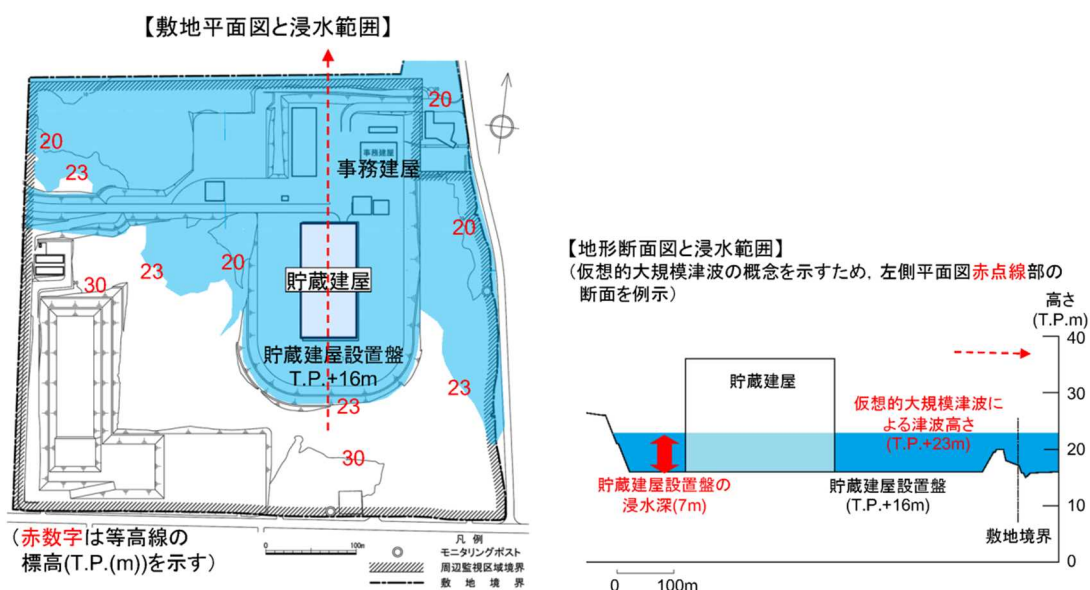 【敷地平面図と浸水範囲】
20
20
23
事務建屋
事務建屋
20
23
20
30
貯蔵建屋
貯蔵建屋設置盤
T.P.+16m
23
23
30
(赤数字は等高線の
標高(T.P.(m))を示す)
0
100m
凡 例
モニタリングポスト
周辺監視区域境界
敷 地 境 界
【地形断面図と浸水範囲】
(仮想的大規模津波の概念を示すため，左側平面図赤点線部の
断面を例示)
高さ
(T.P.m)
40
貯蔵建屋
30
仮想的大規模津波に
よる津波高さ
(T.P.+23m)
20
貯蔵建屋設置盤の
浸水深(7m)
貯蔵建屋設置盤
(T.P.+16m)
10
敷地境界
0
0
100m